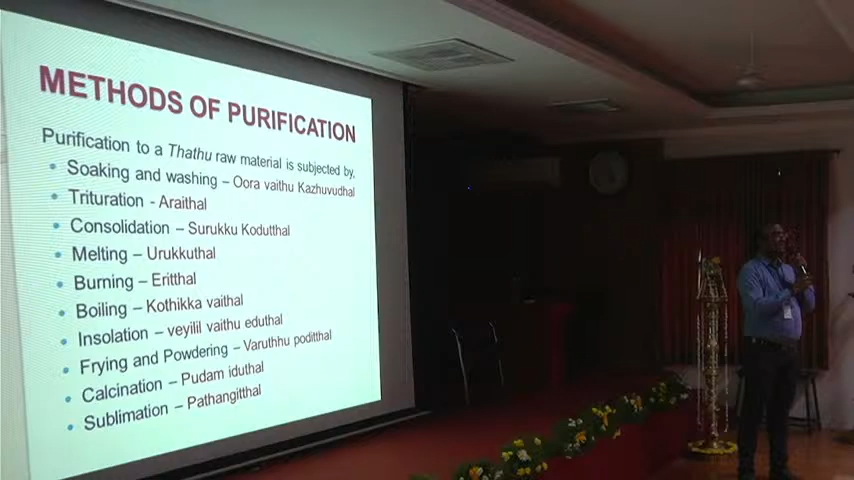 METHODS OF PURIFICATION
Purification to a Thathu raw material is subjected by,
Soaking and washing – Oora vaithu Kazhuvudhal
Trituration - Araithal
Consolidation – Surukku Kodutthal
Melting – Urukkuthal
Burning – Eritthal
Boiling – Kothikka vaithal
Insolation – veyilil vaithu eduthal
Frying and Powdering – Varuthhu poditthal
Calcination – Pudam iduthal
Sublimation – Pathangitthal